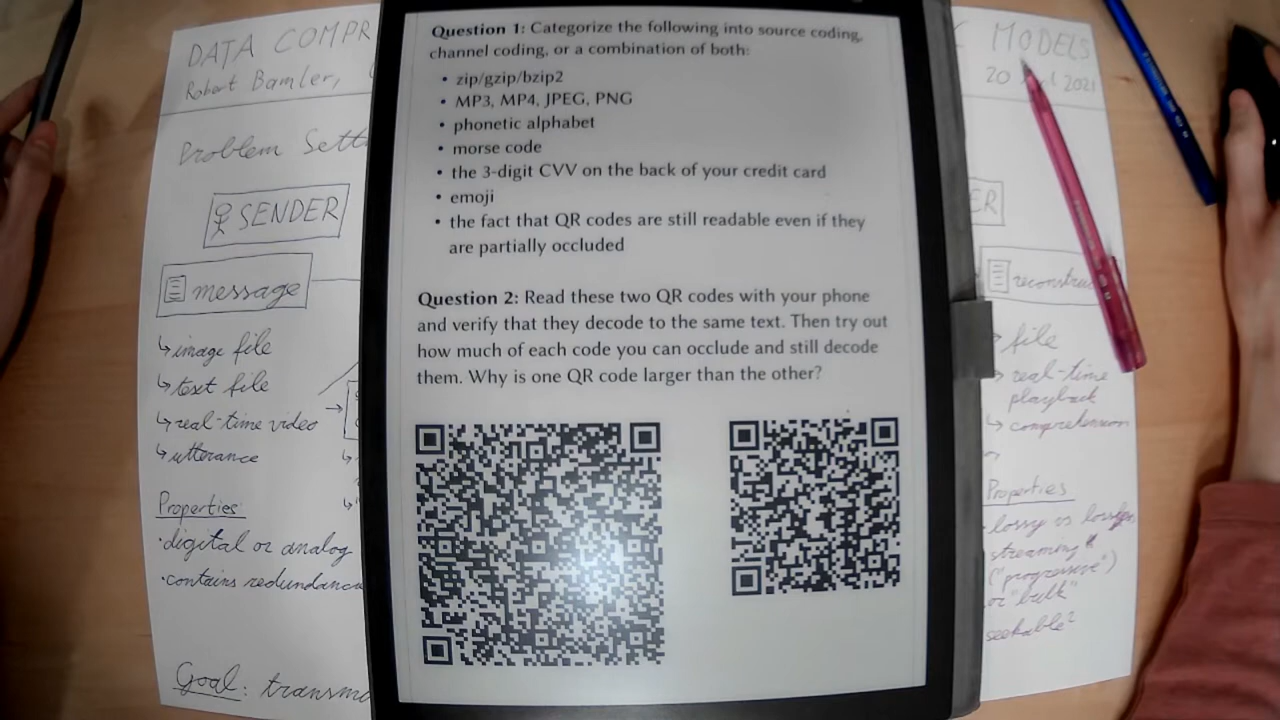 DATA COMPR
Robert Bamler,
MODELS
20 2021
Problem Sett
SENDER
message
↳ image file
↳ text file
↳ real-time video
↳ utterance
Properties
·digital or analog
·contains redundanc
Goal: transm
Question 1: Categorize the following into source coding,
channel coding, or a combination of both:
• zip/gzip/bzip2
• MP3, MP4, JPEG, PNG
• phonetic alphabet
• morse code
• the 3-digit CVV on the back of your credit card
• emoji
• the fact that QR codes are still readable even if they
are partially occluded
Question 2: Read these two QR codes with your phone
and verify that they decode to the same text. Then try out
how much of each code you can occlude and still decode
them. Why is one QR code larger than the other?
ER
reconstru
file
↳ real-time
playback
↳ comprehension
Properties
·lossy vs lossless
·streaming"
("progressive")
or "bulk"
seekable?